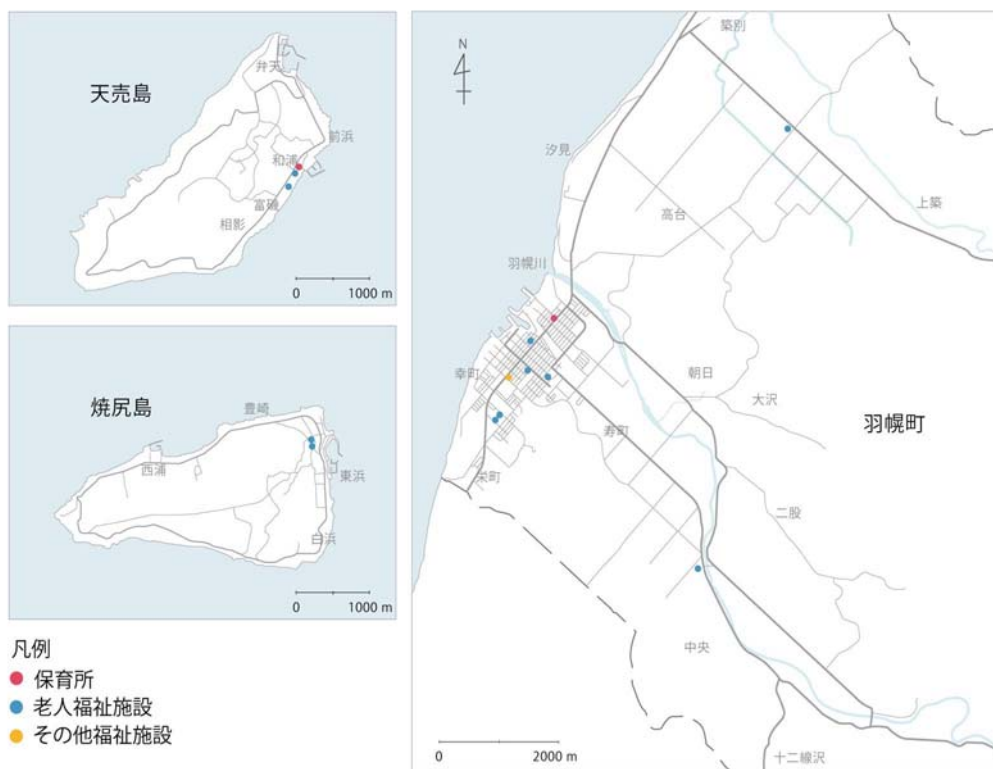 天売島
弁天
前浜
和浦
富磯
相影
0 1000 m
焼尻島
豊崎
西浦
東浜
白浜
0 1000 m
凡例
保育所
老人福祉施設
その他福祉施設
N
築別
汐見
高台
上築
羽幌川
幸町
朝日
大沢
羽幌町
寿町
栄町
二股
中央
十二線沢
0 2000 m